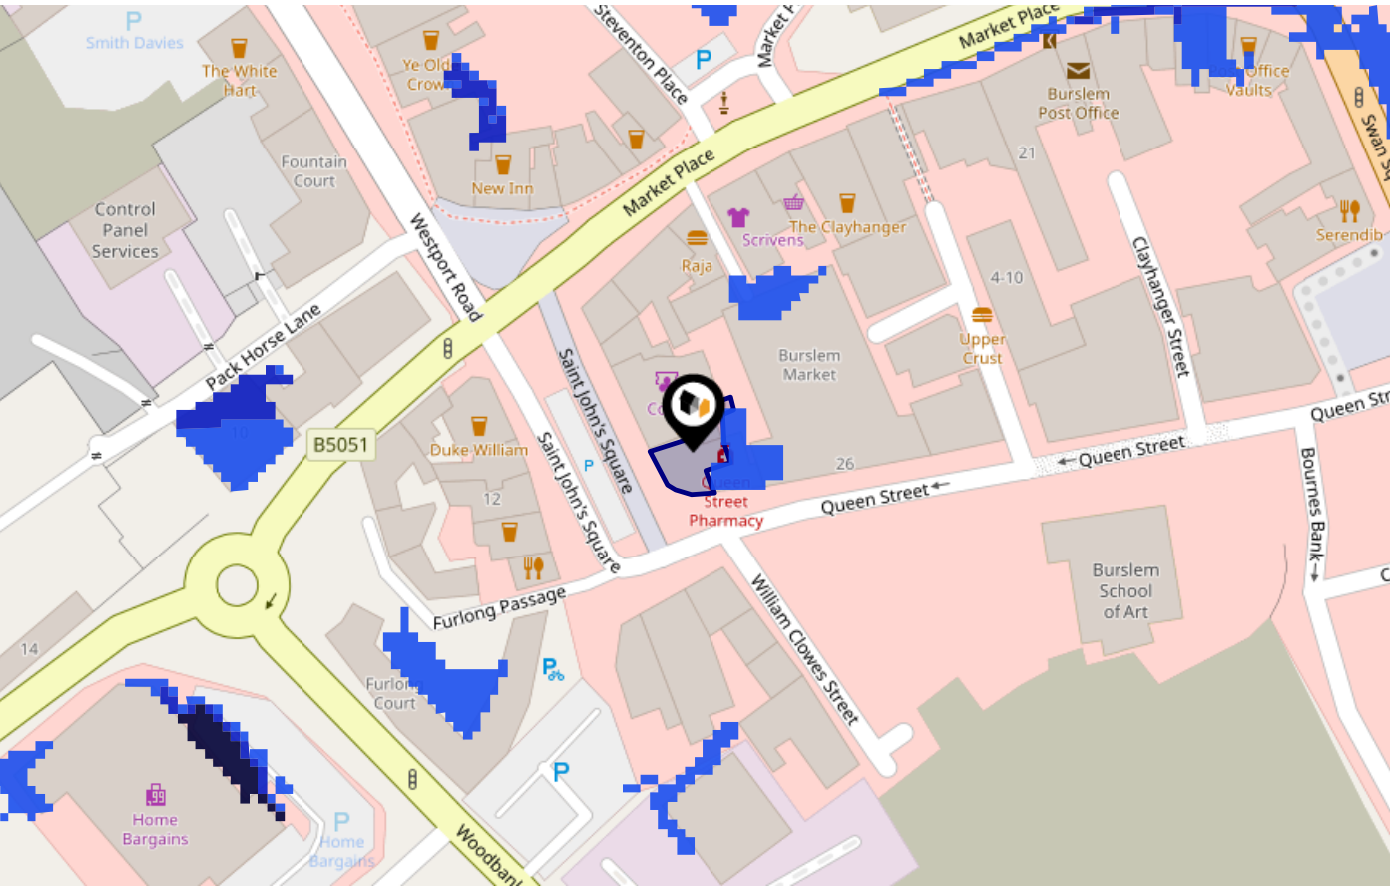 P
Smith Davies
The White
Hart
Ye Old
Crow
Steventon Place
P
Market Place
Burslem
Post Office
Office
Vaults
Swan
Fountain
Court
New Inn
Market Place
21
Control
Panel
Services
Westport Road
Scrivens
The Clayhanger
Serendib
Raja
4-10
Clayhanger Street
Pack Horse Lane
Upper
Crust
Burslem
Market
Saint John's Square
10
B5051
Duke William
Saint John's Square
P
12
26
Queen Street
Queen
Street
Pharmacy
Queen Street
Bournes Bank
Burslem
School
of Art
William Clowes Street
Furlong Passage
14
P
Furlong
Court
P
Home
Bargains
P
Home
Bargains